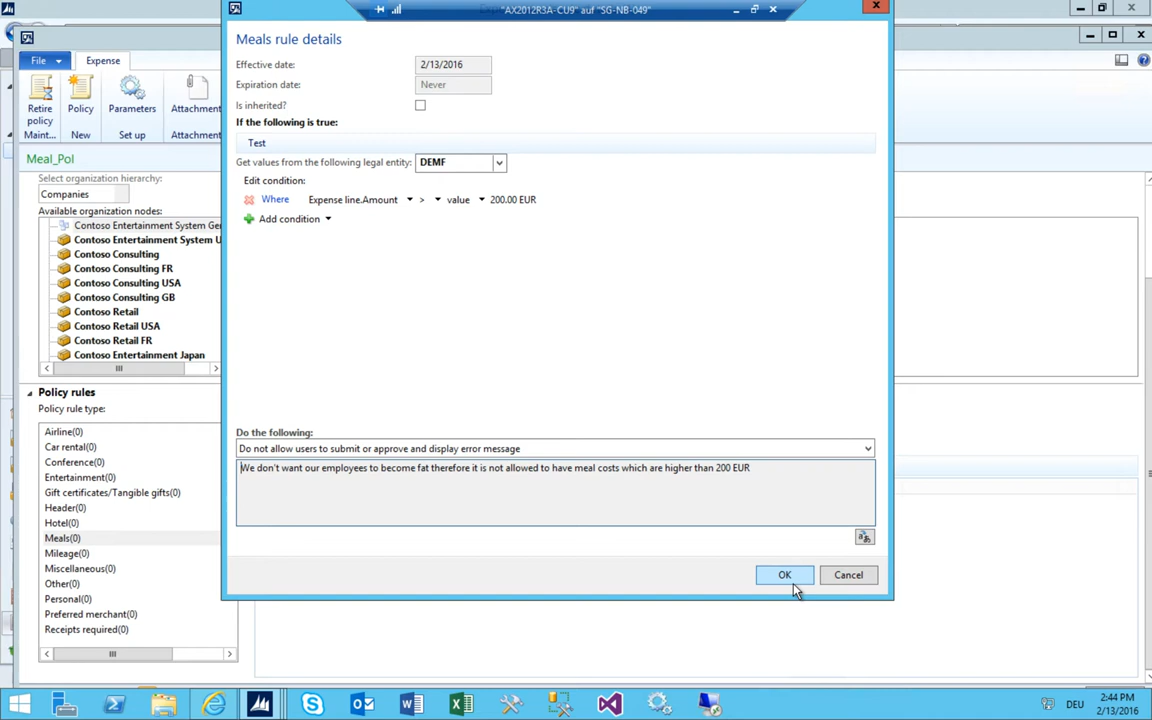 "AX2012R3A-CU9" auf "SG-NB-049"
File
Expense
Retire policy
Policy
Parameters
Attachment
Maint...
New
Set up
Attachment
Meal_Pol
Select organization hierarchy:
Companies
Available organization nodes:
Contoso Entertainment System Ger
Contoso Entertainment System U
Contoso Consulting
Contoso Consulting FR
Contoso Consulting USA
Contoso Consulting GB
Contoso Retail
Contoso Retail USA
Contoso Retail FR
Contoso Entertainment Japan
Policy rules
Policy rule type:
Airline(0)
Car rental(0)
Conference(0)
Entertainment(0)
Gift certificates/Tangible gifts(0)
Header(0)
Hotel(0)
Meals(0)
Mileage(0)
Miscellaneous(0)
Other(0)
Personal(0)
Preferred merchant(0)
Receipts required(0)
Meals rule details
Effective date: 2/13/2016
Expiration date: Never
Is inherited?
If the following is true:
Test
Get values from the following legal entity: DEMF
Edit condition:
Where Expense line.Amount > value 200.00 EUR
Add condition
Do the following:
Do not allow users to submit or approve and display error message
We don't want our employees to become fat therefore it is not allowed to have meal costs which are higher than 200 EUR
OK
Cancel
DEU
2:44 PM
2/13/2016